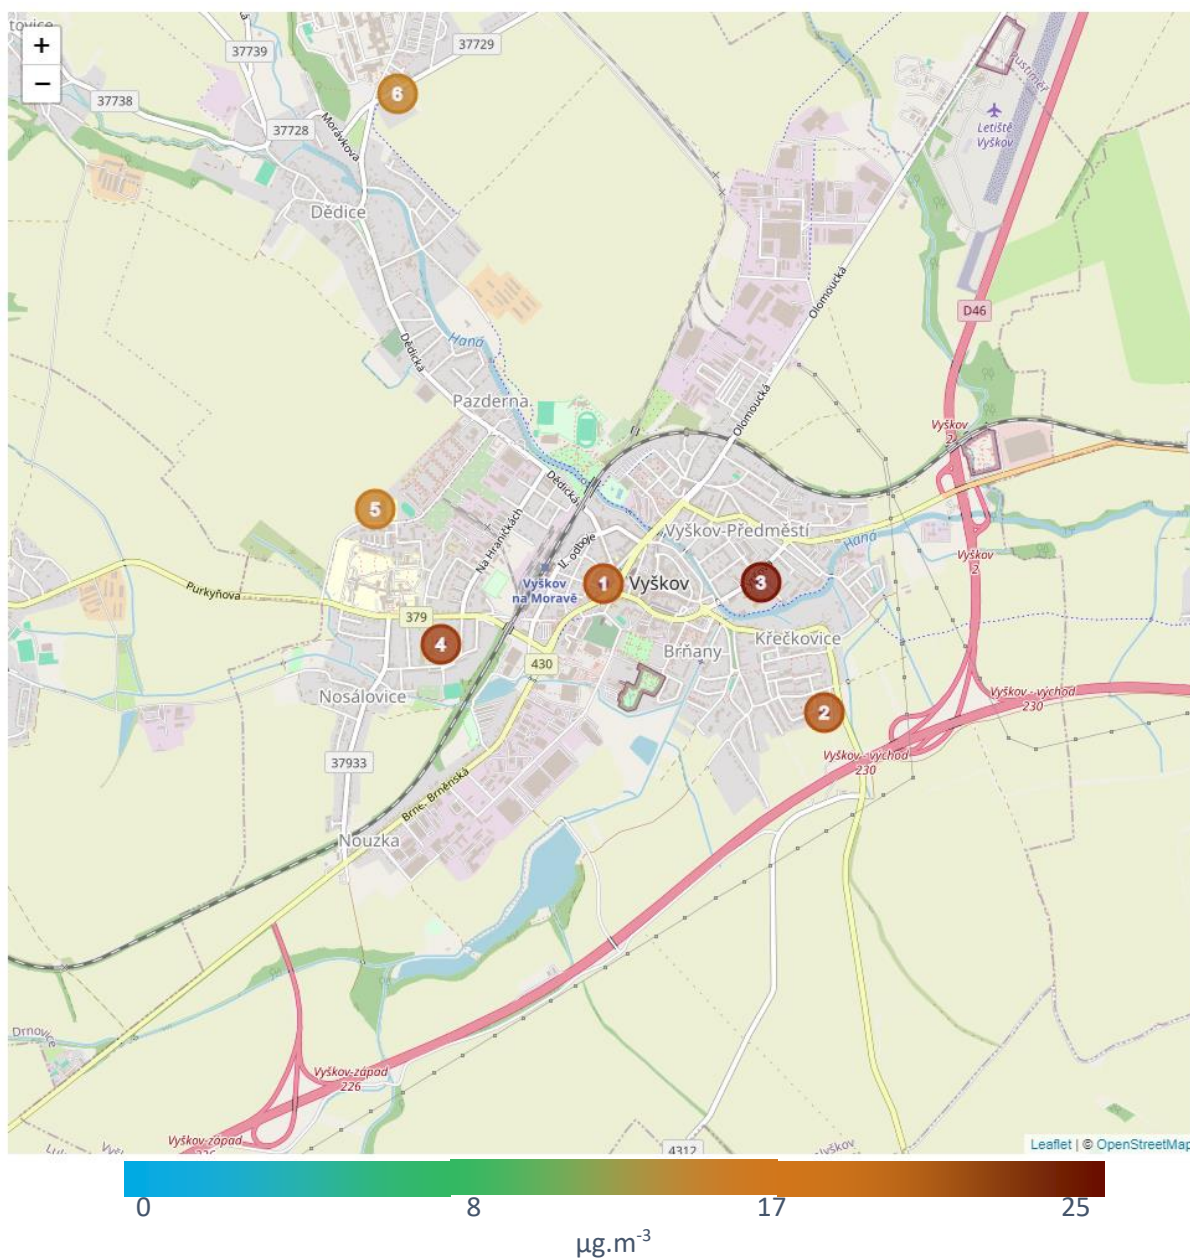 tovice
+
−
37739
37729
6
37738
37728
Morávkova
Pustiměř
Letiště
Vyškov
Dědice
Olomoucká
D46
Haná
Dědická
Pazderna
Olomoucká
Vyškov
2
Dědická
5
Na Hraničkách
II. odboje
Vyškov-Předměstí
Haná
Vyškov
2
Purkyňova
Vyškov
na Moravě
1
Vyškov
3
379
4
430
Brňany
Křečkovice
Nosálovice
2
Vyškov - východ
230
37933
Vyškov - východ
230
Brněnská
Nouzka
Drnovice
Vyškov-západ
226
Vyškov-západ
4312
Vyškov
Leaflet | © OpenStreetMap
0 8 17 25
µg.m-3